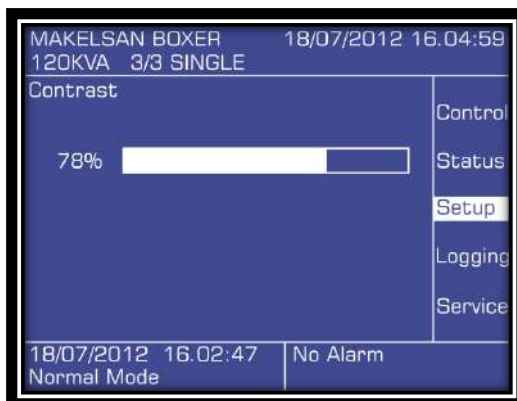 MAKELSAN BOXER 18/07/2012 16.04:59
120KVA 3/3 SINGLE
Contrast
78%
Control
Status
Setup
Logging
Service
18/07/2012 16.02:47 No Alarm
Normal Mode